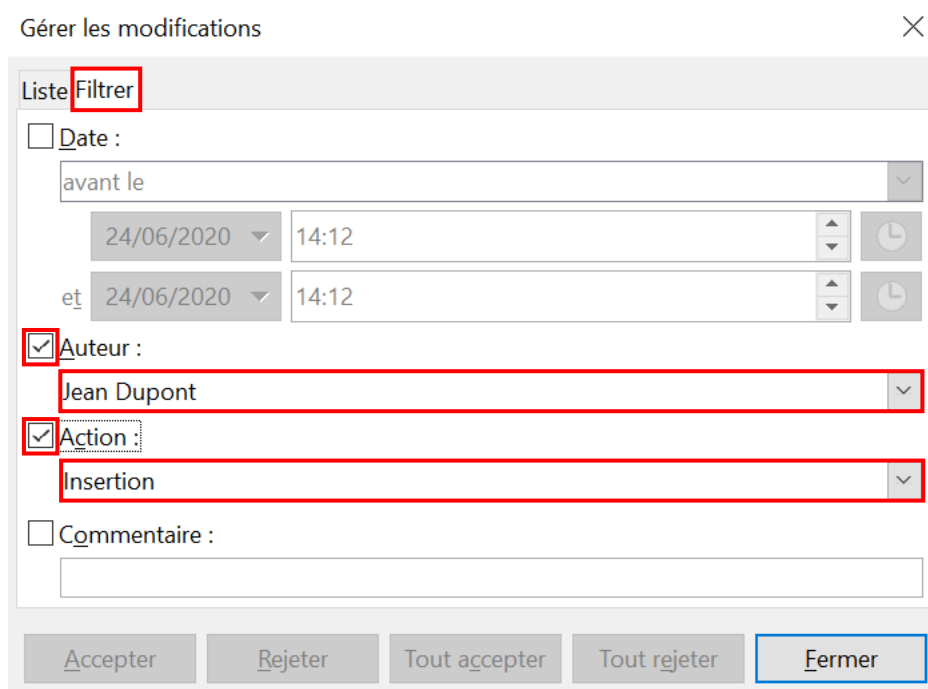 Gérer les modifications
Liste Filtrer
Date :
avant le
24/06/2020 14:12
et 24/06/2020 14:12
Auteur :
Jean Dupont
Action :
Insertion
Commentaire :
Accepter Rejeter Tout accepter Tout rejeter Fermer